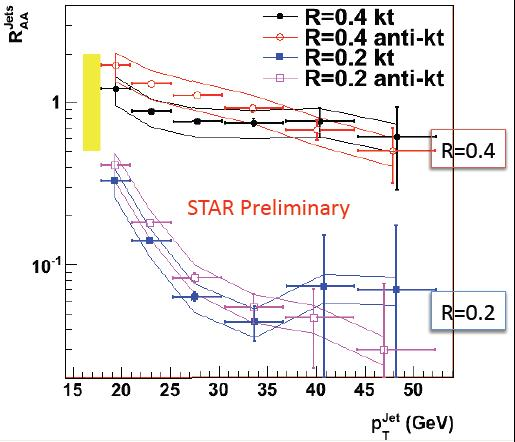 R=0.4 kt
R=0.4 anti-kt
R=0.2 kt
R=0.2 anti-kt
R_AA^Jets
1
10^-1
STAR Preliminary
R=0.4
R=0.2
15 20 25 30 35 40 45 50
p_T^Jet (GeV)